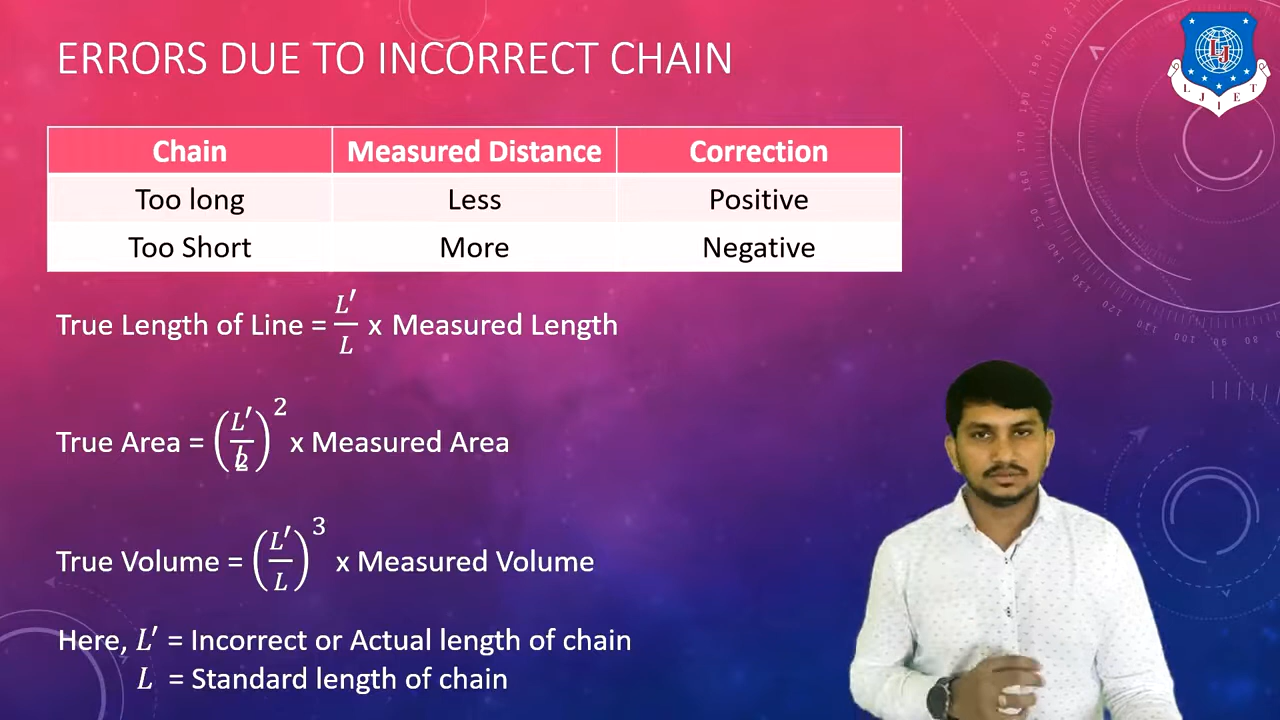 ERRORS DUE TO INCORRECT CHAIN
LJIET
Chain Measured Distance Correction
Too long Less Positive
Too Short More Negative
True Length of Line = L′/L x Measured Length
True Area = (L′/L)² x Measured Area
True Volume = (L′/L)³ x Measured Volume
Here, L′ = Incorrect or Actual length of chain
L = Standard length of chain